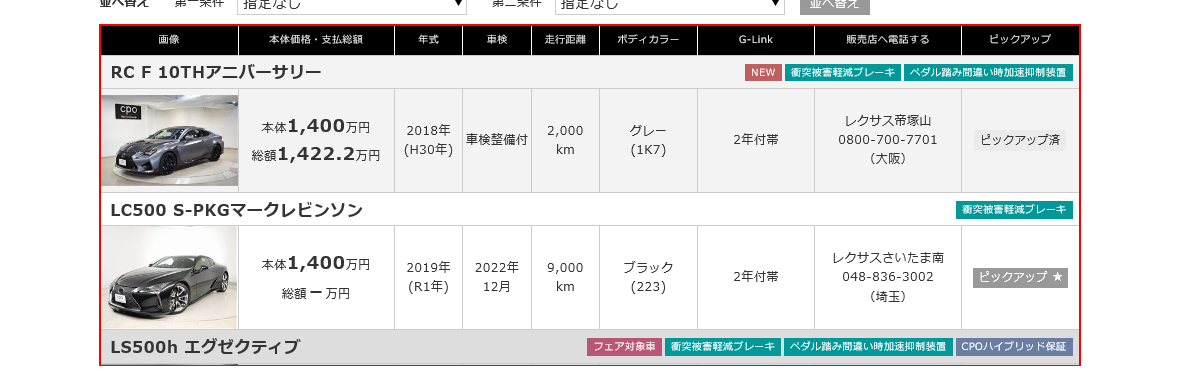 並べ替え 第一条件 指定なし ▼ 第二条件 指定なし ▼ 並べ替え
画像 本体価格・支払総額 年式 車検 走行距離 ボディカラー G-Link 販売店へ電話する ピックアップ
RC F 10THアニバーサリー NEW 衝突被害軽減ブレーキ ペダル踏み間違い時加速抑制装置
cpo
本体1,400万円
総額1,422.2万円
2018年
(H30年)
車検整備付
2,000
km
グレー
(1K7)
2年付帯
レクサス帝塚山
0800-700-7701
（大阪）
ピックアップ済
LC500 S-PKGマークレビンソン 衝突被害軽減ブレーキ
本体1,400万円
総額 ー 万円
2019年
(R1年)
2022年
12月
9,000
km
ブラック
(223)
2年付帯
レクサスさいたま南
048-836-3002
（埼玉）
ピックアップ ★
LS500h エグゼクティブ フェア対象車 衝突被害軽減ブレーキ ペダル踏み間違い時加速抑制装置 CPOハイブリッド保証